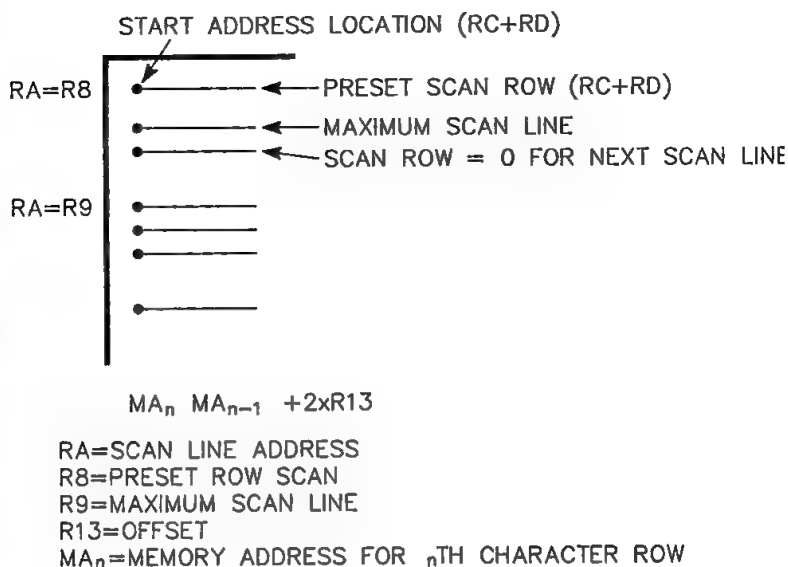 START ADDRESS LOCATION (RC+RD)
RA=R8
PRESET SCAN ROW (RC+RD)
MAXIMUM SCAN LINE
SCAN ROW = 0 FOR NEXT SCAN LINE
RA=R9
MAn MAn-1 +2xR13
RA=SCAN LINE ADDRESS
R8=PRESET ROW SCAN
R9=MAXIMUM SCAN LINE
R13=OFFSET
MAn=MEMORY ADDRESS FOR nTH CHARACTER ROW